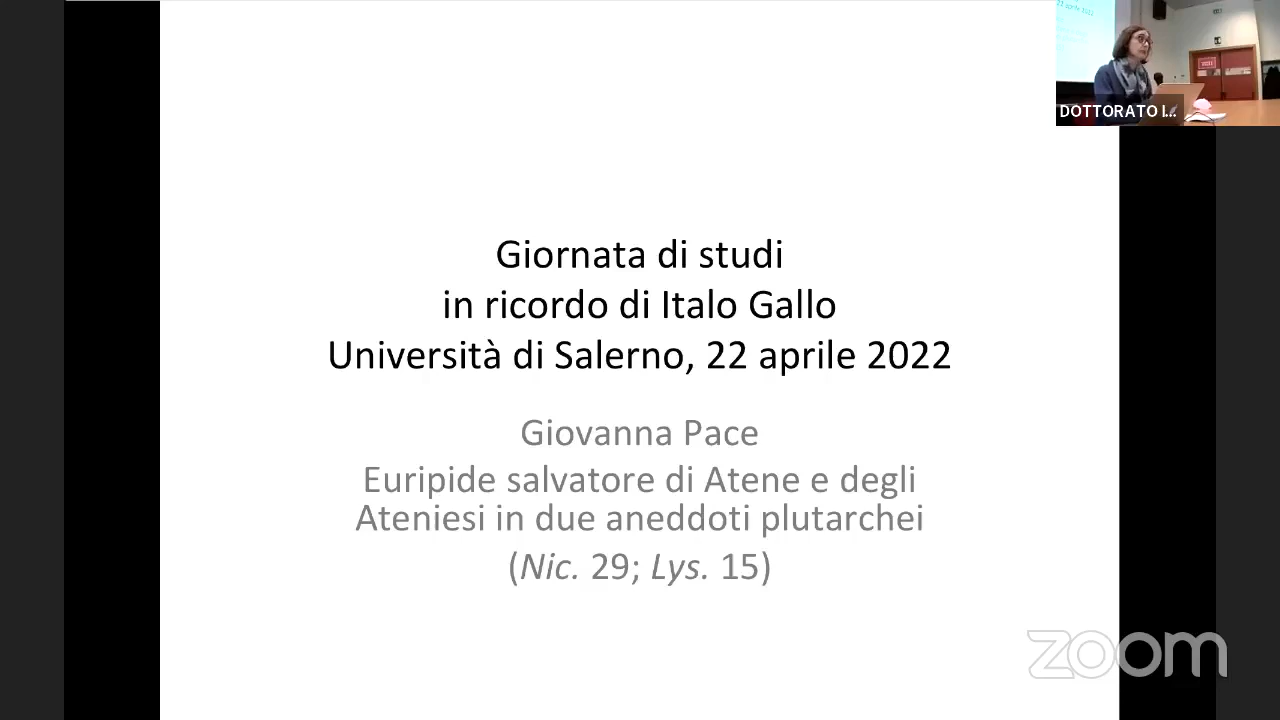 Giornata di studi
in ricordo di Italo Gallo
Università di Salerno, 22 aprile 2022
Giovanna Pace
Euripide salvatore di Atene e degli
Ateniesi in due aneddoti plutarchei
(Nic. 29; Lys. 15)
DOTTORATO I...
zoom